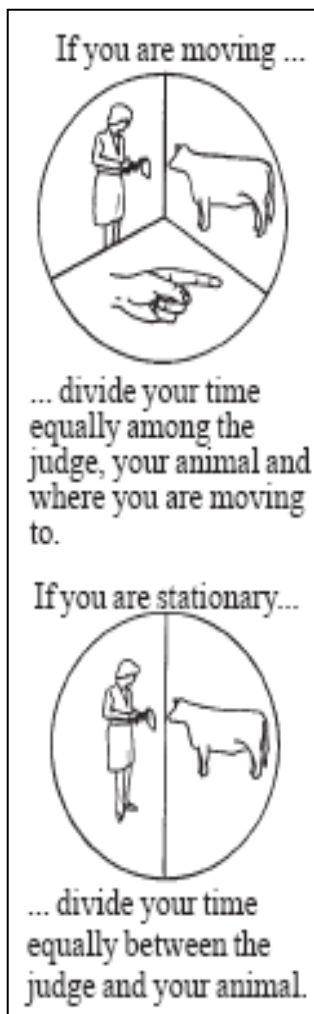 If you are moving ...
... divide your time
equally among the
judge, your animal and
where you are moving
to.
If you are stationary...
... divide your time
equally between the
judge and your animal.